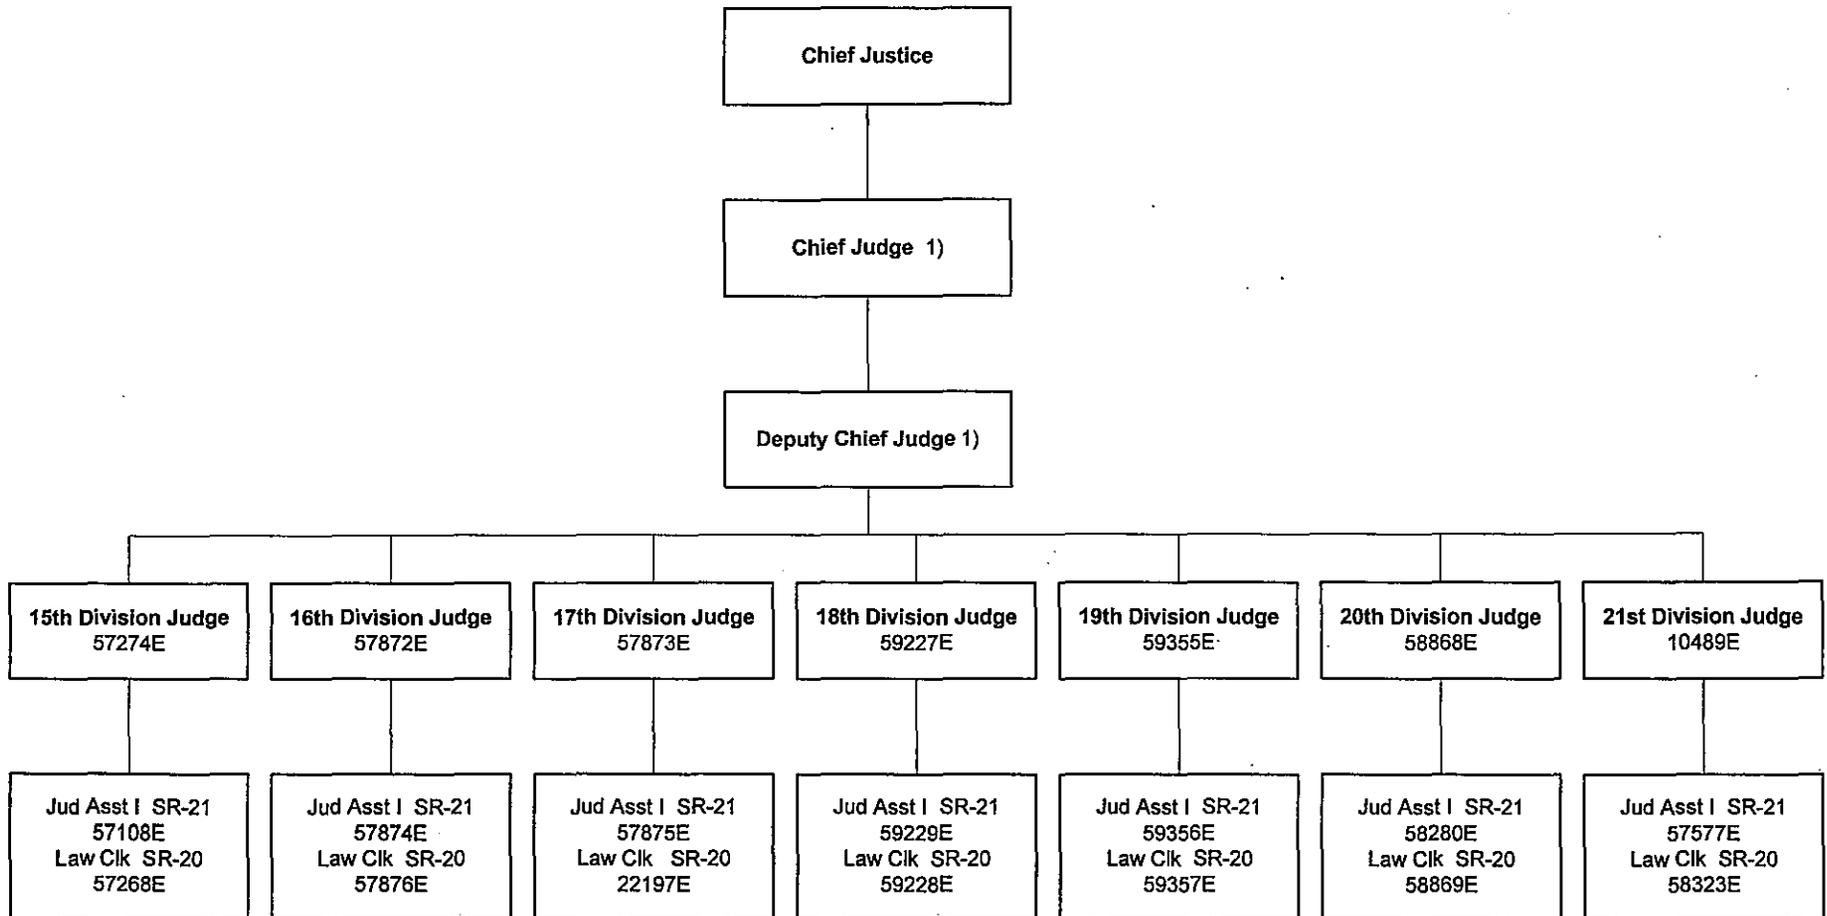 Chief Justice
Chief Judge 1)
Deputy Chief Judge 1)
15th Division Judge
57274E
16th Division Judge
57872E
17th Division Judge
57873E
18th Division Judge
59227E
19th Division Judge
59355E
20th Division Judge
58868E
21st Division Judge
10489E
Jud Asst I SR-21
57108E
Law Clk SR-20
57268E
Jud Asst I SR-21
57874E
Law Clk SR-20
57876E
Jud Asst I SR-21
57875E
Law Clk SR-20
22197E
Jud Asst I SR-21
59229E
Law Clk SR-20
59228E
Jud Asst I SR-21
59356E
Law Clk SR-20
59357E
Jud Asst I SR-21
58280E
Law Clk SR-20
58869E
Jud Asst I SR-21
57577E
Law Clk SR-20
58323E